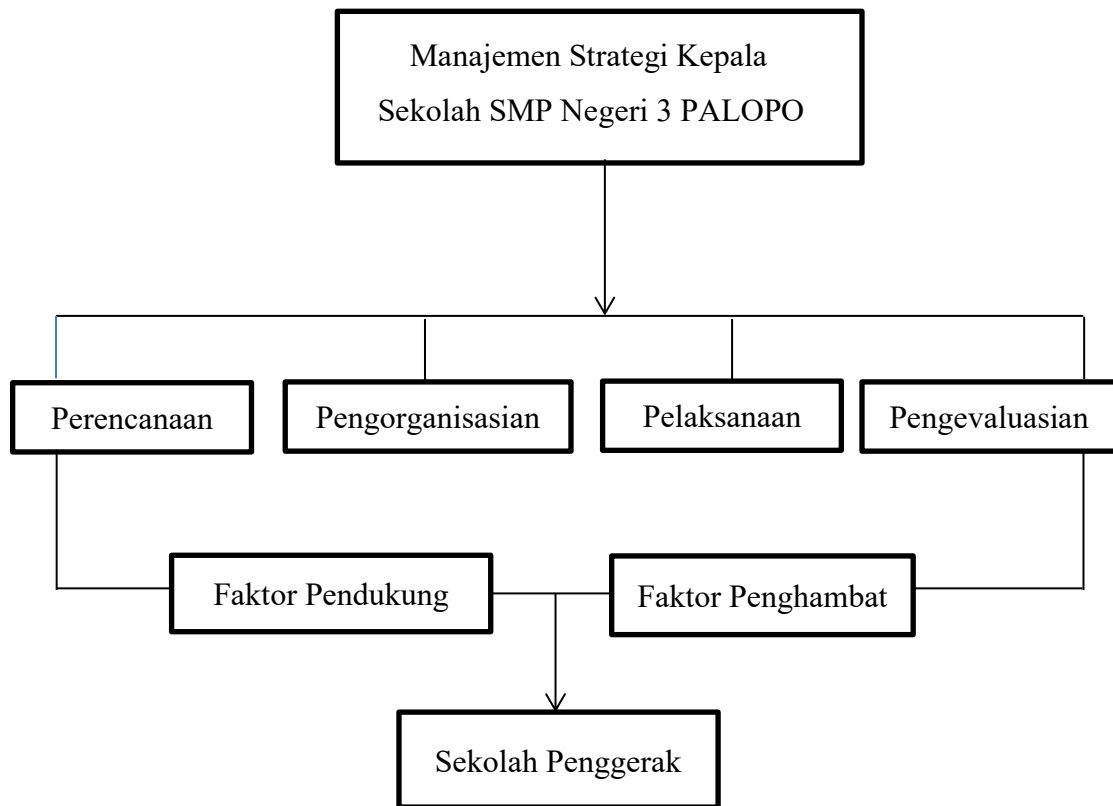 Manajemen Strategi Kepala
Sekolah SMP Negeri 3 PALOPO
Perencanaan
Pengorganisasian
Pelaksanaan
Pengevaluasian
Faktor Pendukung
Faktor Penghambat
Sekolah Penggerak